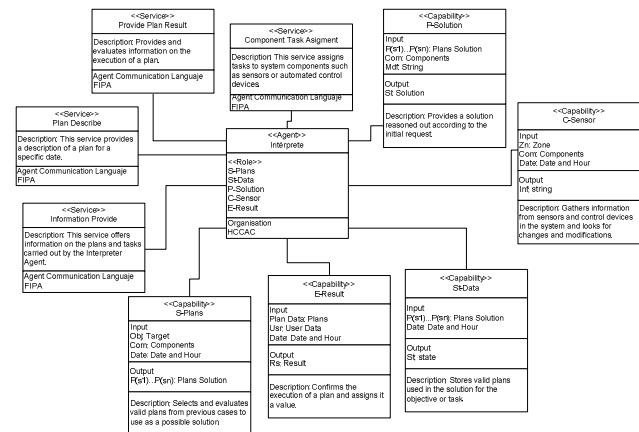 <<Service>>
Provide Plan Result
Description: Provides and
evaluates information on the
execution of a plan.
Agent Communication Languaje
FIPA
<<Service>>
Component Task Asigment
Description: This service assigns
tasks to system components such
as sensors or automated control
devices.
Agent Communication Languaje
FIPA
<<Capability>>
P-Solution
Input
P(s1)...P(sn): Plans Solution
Com: Components
Mdf: String
Output
St: Solution
Description: Provides a solution
reasoned out according to the
initial request.
<<Service>>
Plan Describe
Description: This service provides
a description of a plan for a
specific date.
Agent Communication Languaje
FIPA
<<Agent>>
Intérprete
<<Role>>
S-Plans
St-Data
P-Solution
C-Sensor
E-Result
Organisation
HCCAC
<<Capability>>
C-Sensor
Input
Zn: Zone
Com: Components
Date: Date and Hour
Output
Inf: string
Description: Gathers information
from sensors and control devices
in the system and looks for
changes and modifications.
<<Service>>
Information Provide
Description: This service offers
information on the plans and tasks
carried out by the Interpreter
Agent.
Agent Communication Languaje
FIPA
<<Capability>>
S-Plans
Input
Obj: Target
Com: Components
Date: Date and Hour
Output
P(s1)...P(sn): Plans Solution
Description: Selects and evaluates
valid plans from previous cases to
use as a possible solution
<<Capability>>
E-Result
Input
Plan Data: Plans
Usr: User Data
Date: Date and Hour
Output
Rs: Result
Description: Confirms the
execution of a plan and assigns it
a value.
<<Capability>>
St-Data
Input
P(s1)...P(sn): Plans Solution
Date: Date and Hour
Output
St: state
Description: Stores valid plans
used in the solution for the
objective or task.